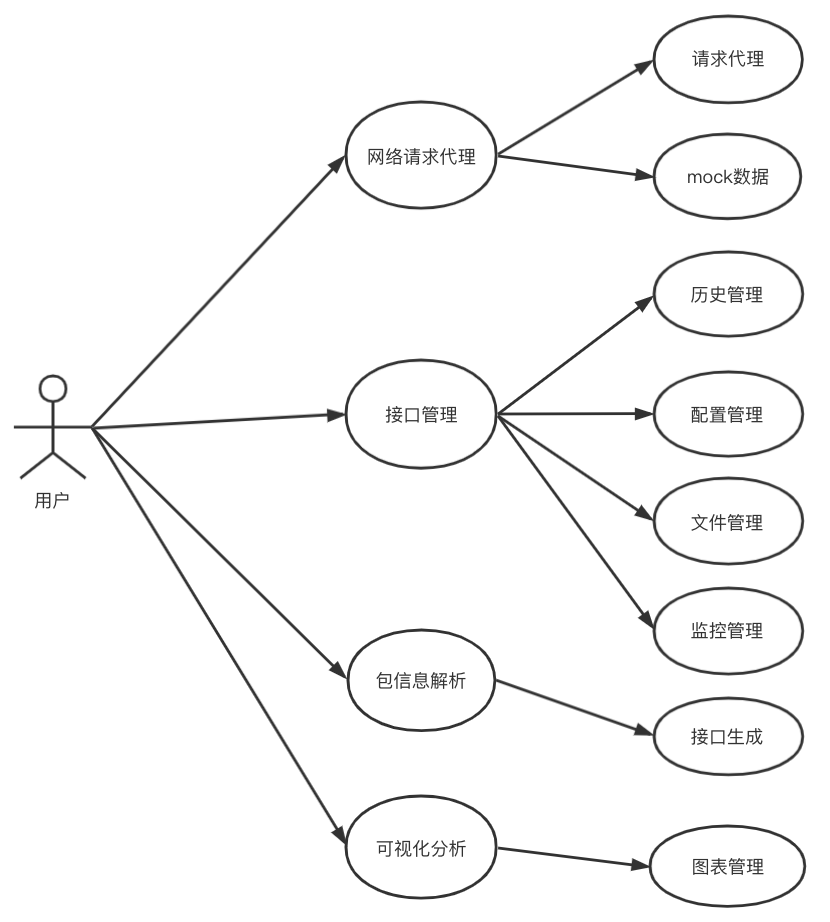 请求代理
网络请求代理
mock数据
历史管理
接口管理
配置管理
用户
文件管理
监控管理
包信息解析
接口生成
可视化分析
图表管理